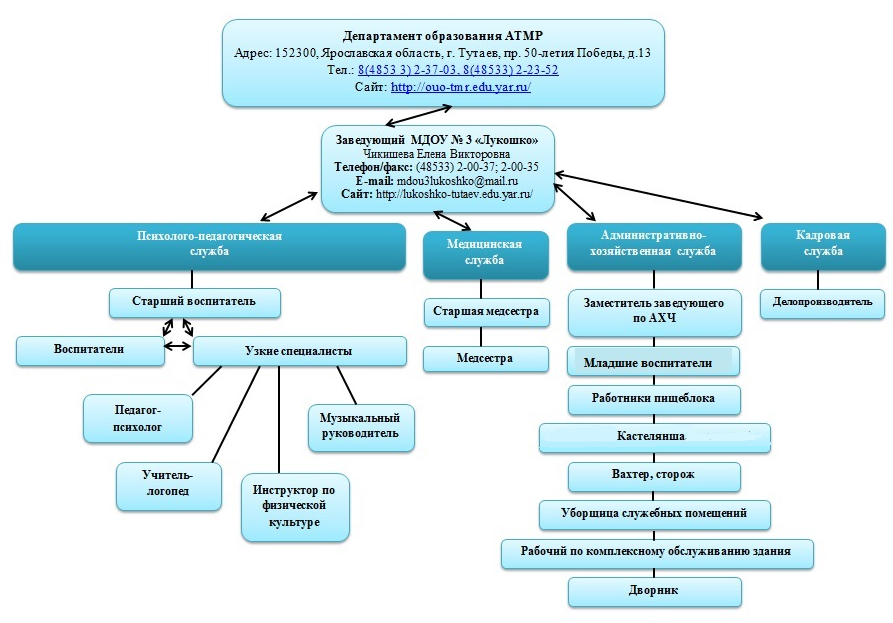 Департамент образования АТМР
Адрес: 152300, Ярославская область, г. Тутаев, пр. 50-летия Победы, д.13
Тел.: 8(4853 3) 2-37-03, 8(48533) 2-23-52
Сайт: http://ouo-tmr.edu.yar.ru/
Заведующий МДОУ № 3 «Лукошко»
Чикишева Елена Викторовна
Телефон/факс: (48533) 2-00-37; 2-00-35
E-mail: mdou3lukoshko@mail.ru
Сайт: http://lukoshko-tutaev.edu.yar.ru/
Психолого-педагогическая
служба
Старший воспитатель
Воспитатели
Узкие специалисты
Педагог-
психолог
Учитель-
логопед
Инструктор по
физической
культуре
Музыкальный
руководитель
Медицинская
служба
Старшая медсестра
Медсестра
Административно-
хозяйственная служба
Заместитель заведующего
по АХЧ
Младшие воспитатели
Работники пищеблока
Кастелянша
Вахтер, сторож
Уборщица служебных помещений
Рабочий по комплексному обслуживанию здания
Дворник
Кадровая
служба
Делопроизводитель